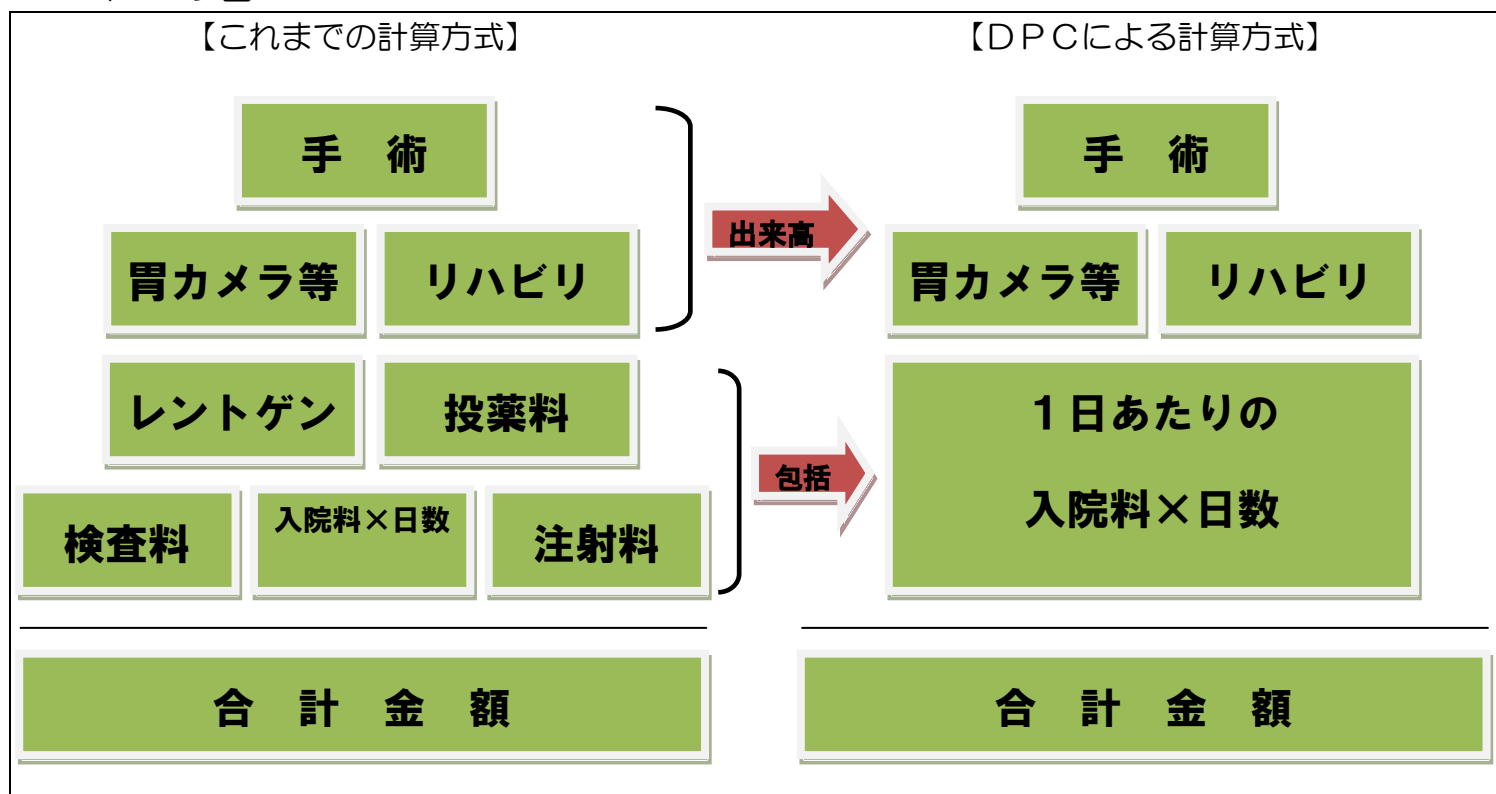 【これまでの計算方式】
【ＤＰＣによる計算方式】
手　術
胃カメラ等
リハビリ
レントゲン
投薬料
検査料
入院料×日数
注射料
合　計　金　額
出来高
包括
手　術
胃カメラ等
リハビリ
１日あたりの
入院料×日数
合　計　金　額